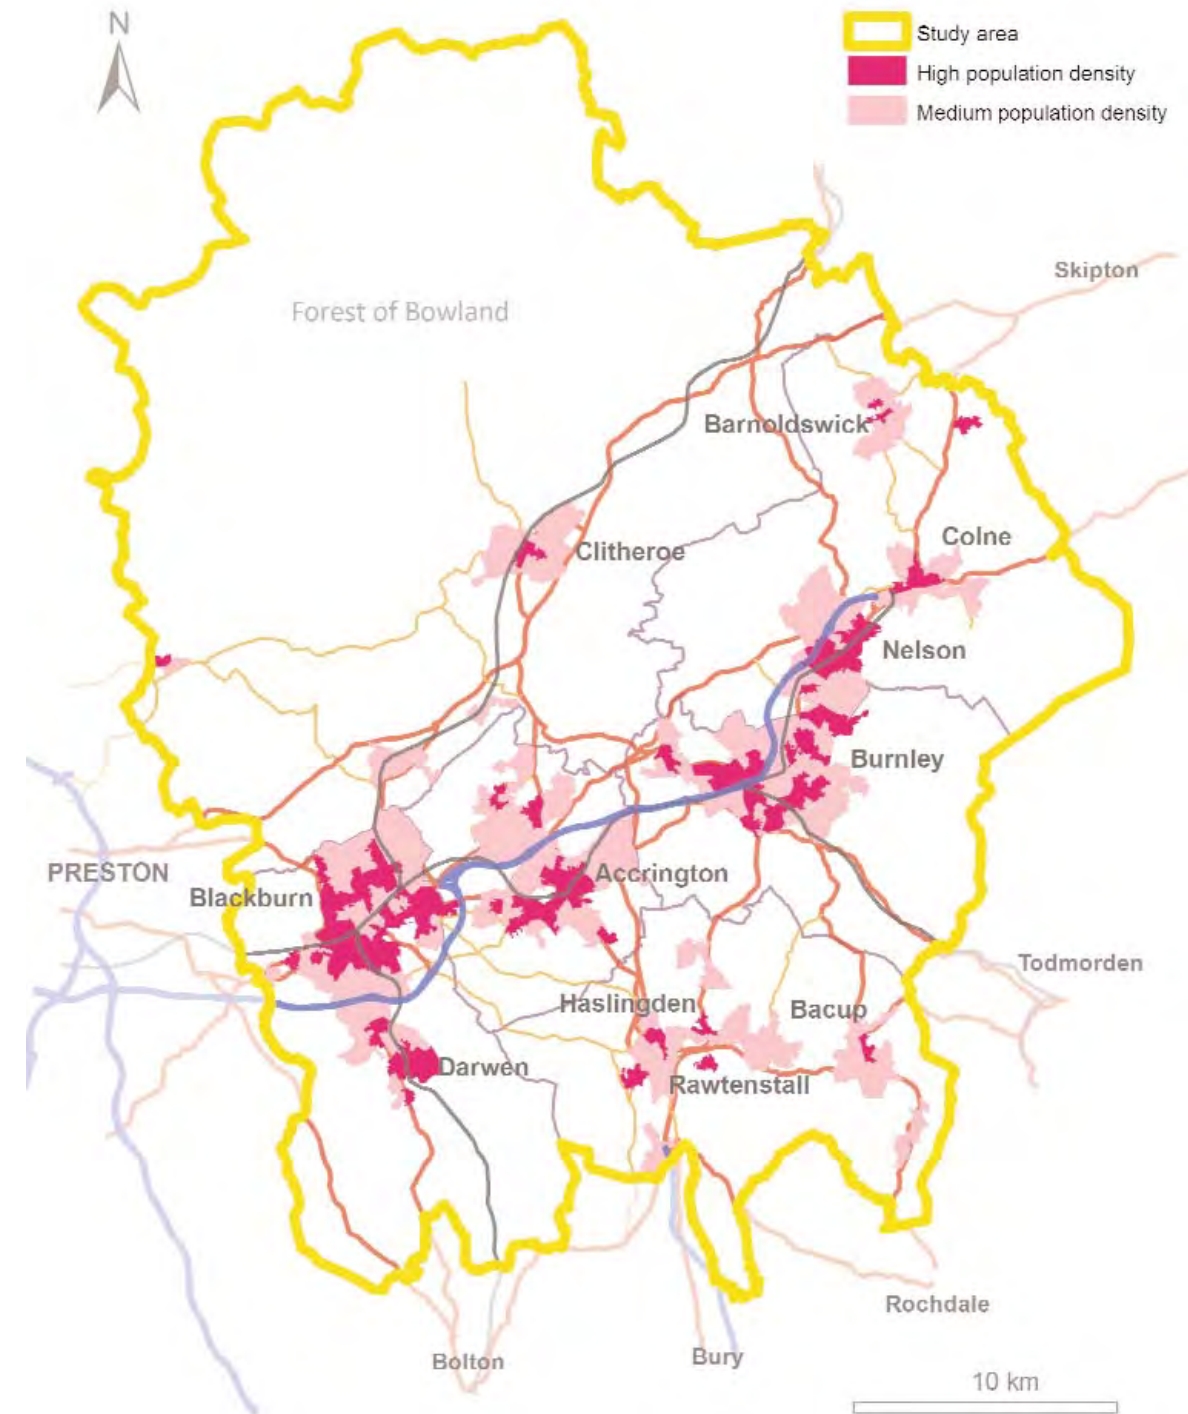 N
Study area
High population density
Medium population density
Skipton
Forest of Bowland
Barnoldswick
Colne
Clitheroe
Nelson
Burnley
PRESTON
Blackburn
Accrington
Todmorden
Haslingden
Bacup
Darwen
Rawtenstall
Rochdale
Bolton
Bury
10 km